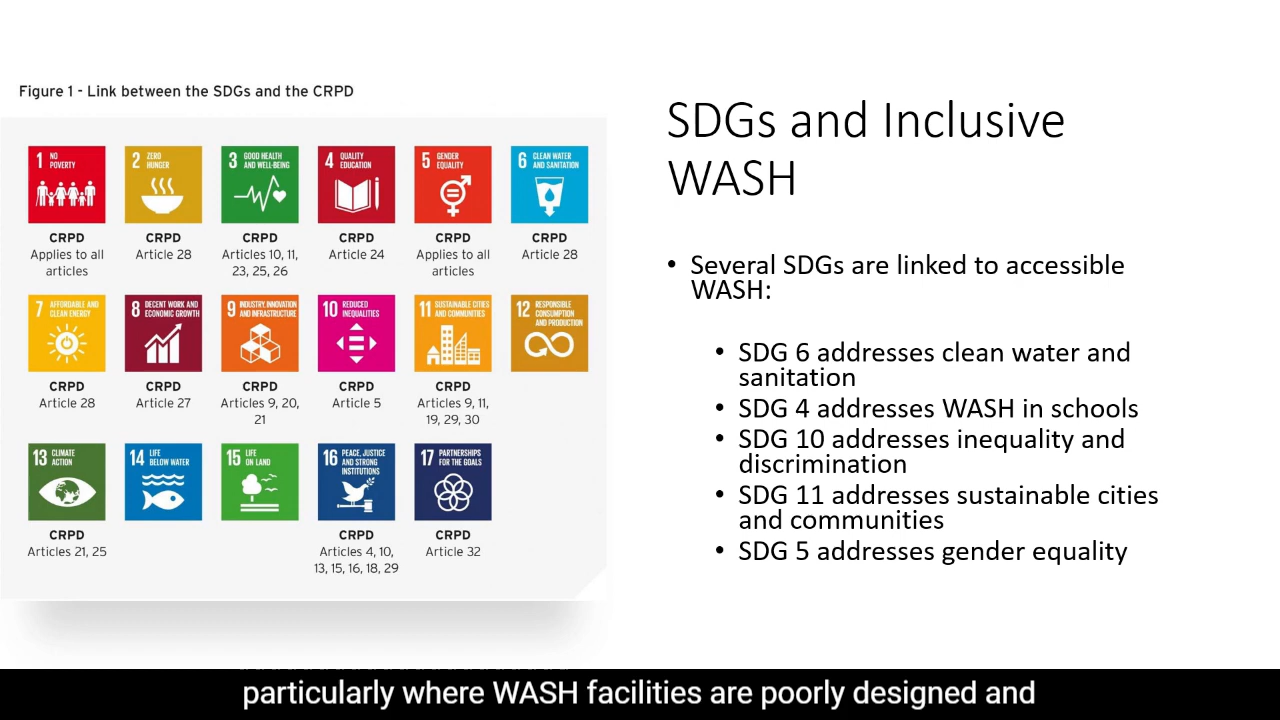 Figure 1 - Link between the SDGs and the CRPD
1 NO
POVERTY
CRPD
Applies to all
articles
2 ZERO
HUNGER
CRPD
Article 28
3 GOOD HEALTH
AND WELL-BEING
CRPD
Articles 10, 11,
23, 25, 26
4 QUALITY
EDUCATION
CRPD
Article 24
5 GENDER
EQUALITY
CRPD
Applies to all
articles
6 CLEAN WATER
AND SANITATION
CRPD
Article 28
7 AFFORDABLE AND
CLEAN ENERGY
CRPD
Article 28
8 DECENT WORK AND
ECONOMIC GROWTH
CRPD
Article 27
9 INDUSTRY, INNOVATION
AND INFRASTRUCTURE
CRPD
Articles 9, 20,
21
10 REDUCED
INEQUALITIES
CRPD
Article 5
11 SUSTAINABLE CITIES
AND COMMUNITIES
CRPD
Articles 9, 11,
19, 29, 30
12 RESPONSIBLE
CONSUMPTION
AND PRODUCTION
13 CLIMATE
ACTION
CRPD
Articles 21, 25
14 LIFE
BELOW WATER
15 LIFE
ON LAND
16 PEACE, JUSTICE
AND STRONG
INSTITUTIONS
CRPD
Articles 4, 10,
13, 15, 16, 18, 29
17 PARTNERSHIPS
FOR THE GOALS
CRPD
Article 32
SDGs and Inclusive
WASH
• Several SDGs are linked to accessible
WASH:
• SDG 6 addresses clean water and
sanitation
• SDG 4 addresses WASH in schools
• SDG 10 addresses inequality and
discrimination
• SDG 11 addresses sustainable cities
and communities
• SDG 5 addresses gender equality
particularly where WASH facilities are poorly designed and